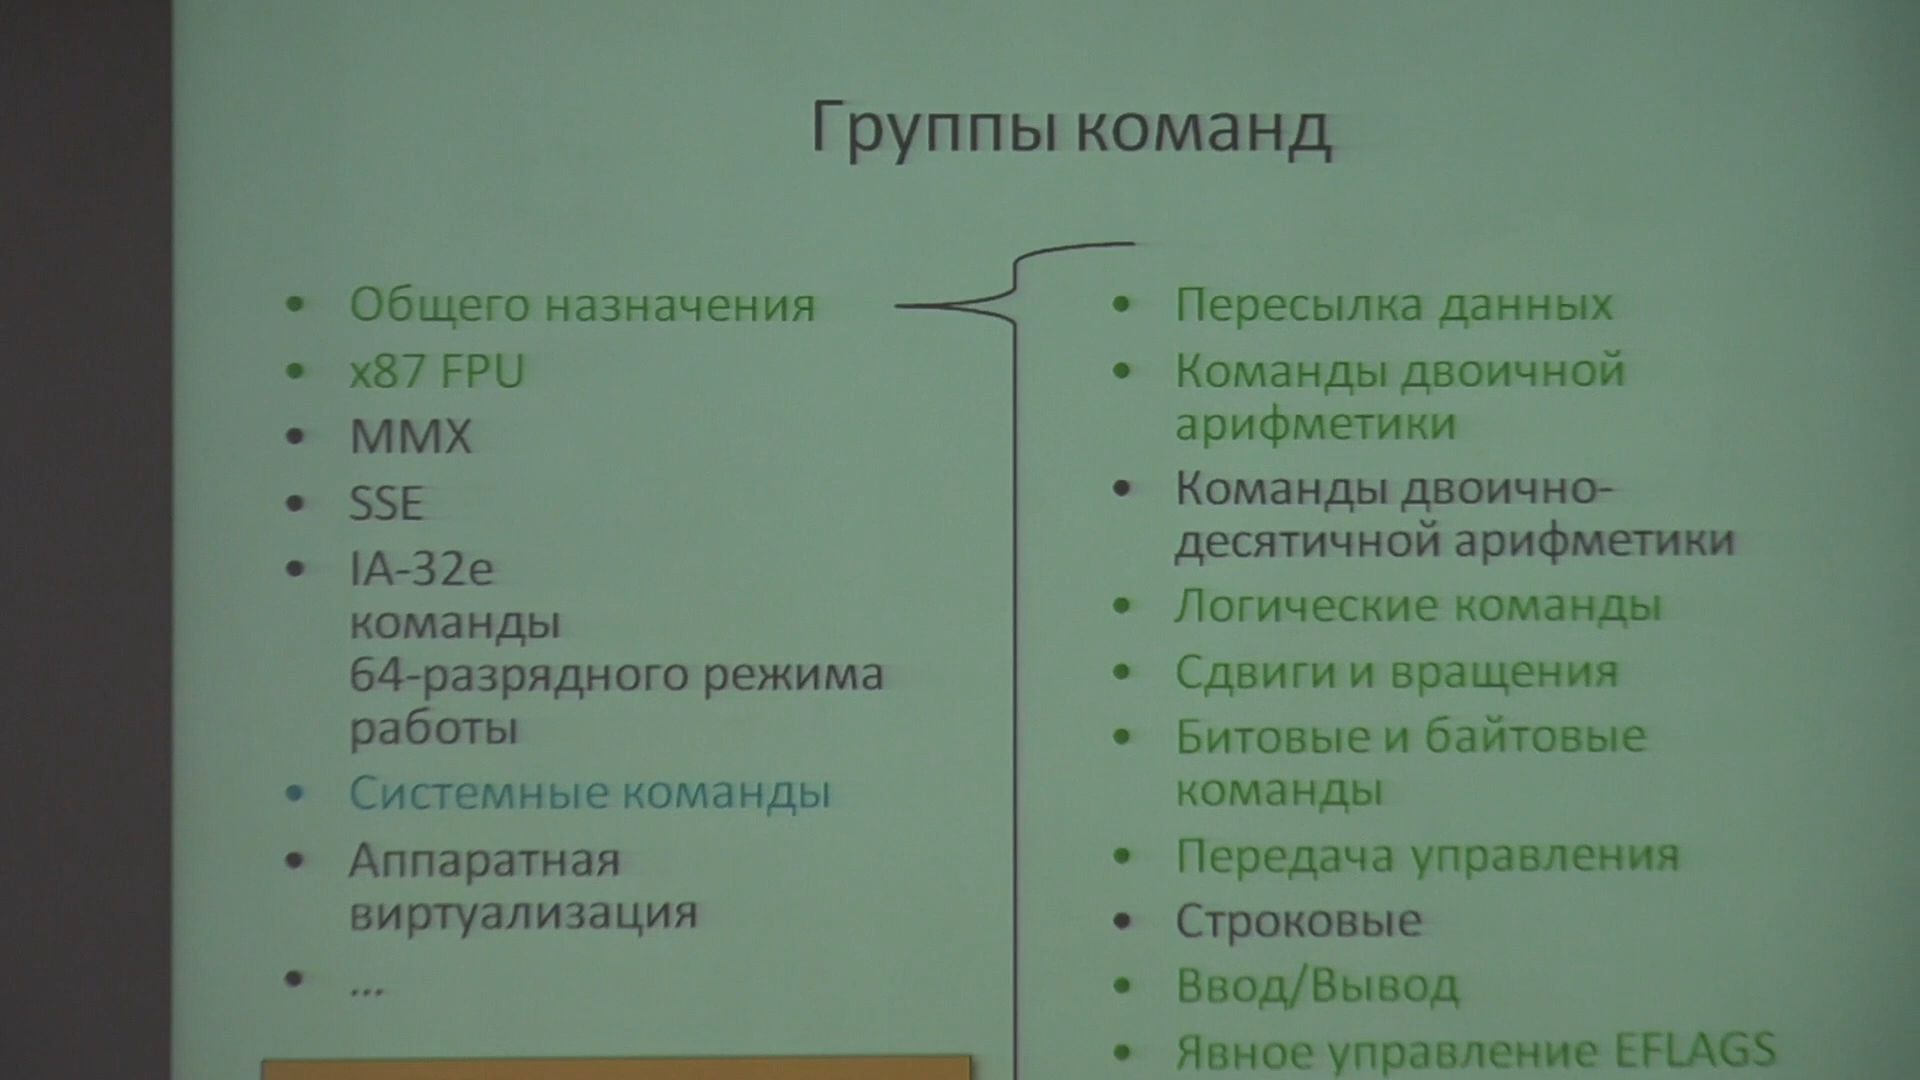 Группы команд
• Общего назначения
• x87 FPU
• MMX
• SSE
• IA-32e
команды
64-разрядного режима
работы
• Системные команды
• Аппаратная
виртуализация
• ...
• Пересылка данных
• Команды двоичной
арифметики
• Команды двоично-
десятичной арифметики
• Логические команды
• Сдвиги и вращения
• Битовые и байтовые
команды
• Передача управления
• Строковые
• Ввод/Вывод
• Явное управление EFLAGS